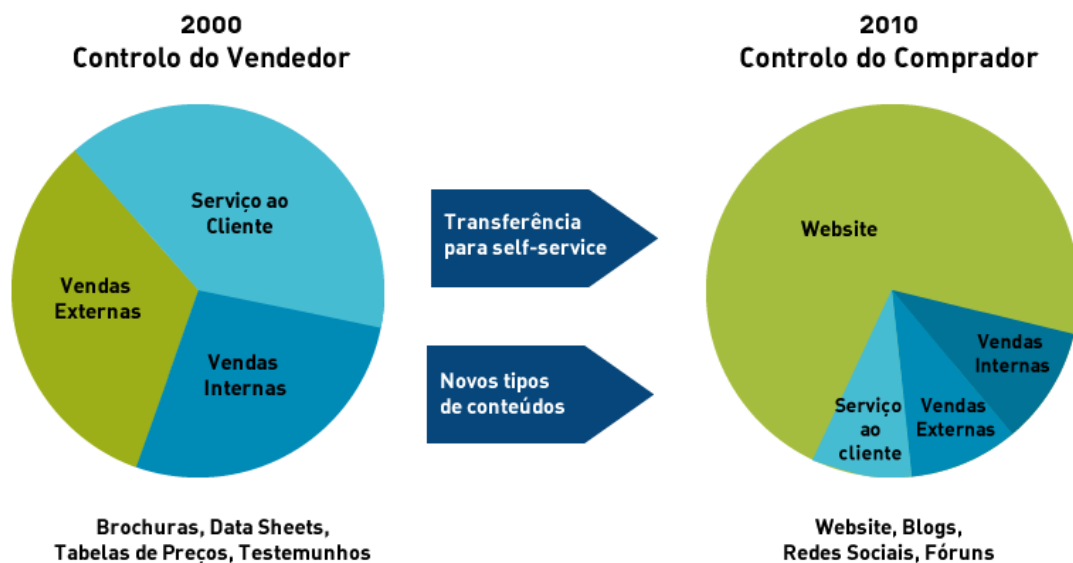 2000
Controlo do Vendedor
Serviço ao
Cliente
Vendas
Externas
Vendas
Internas
Brochuras, Data Sheets,
Tabelas de Preços, Testemunhos
Transferência
para self-service
Novos tipos
de conteúdos
2010
Controlo do Comprador
Website
Vendas
Internas
Vendas
Externas
Serviço
ao
cliente
Website, Blogs,
Redes Sociais, Fóruns